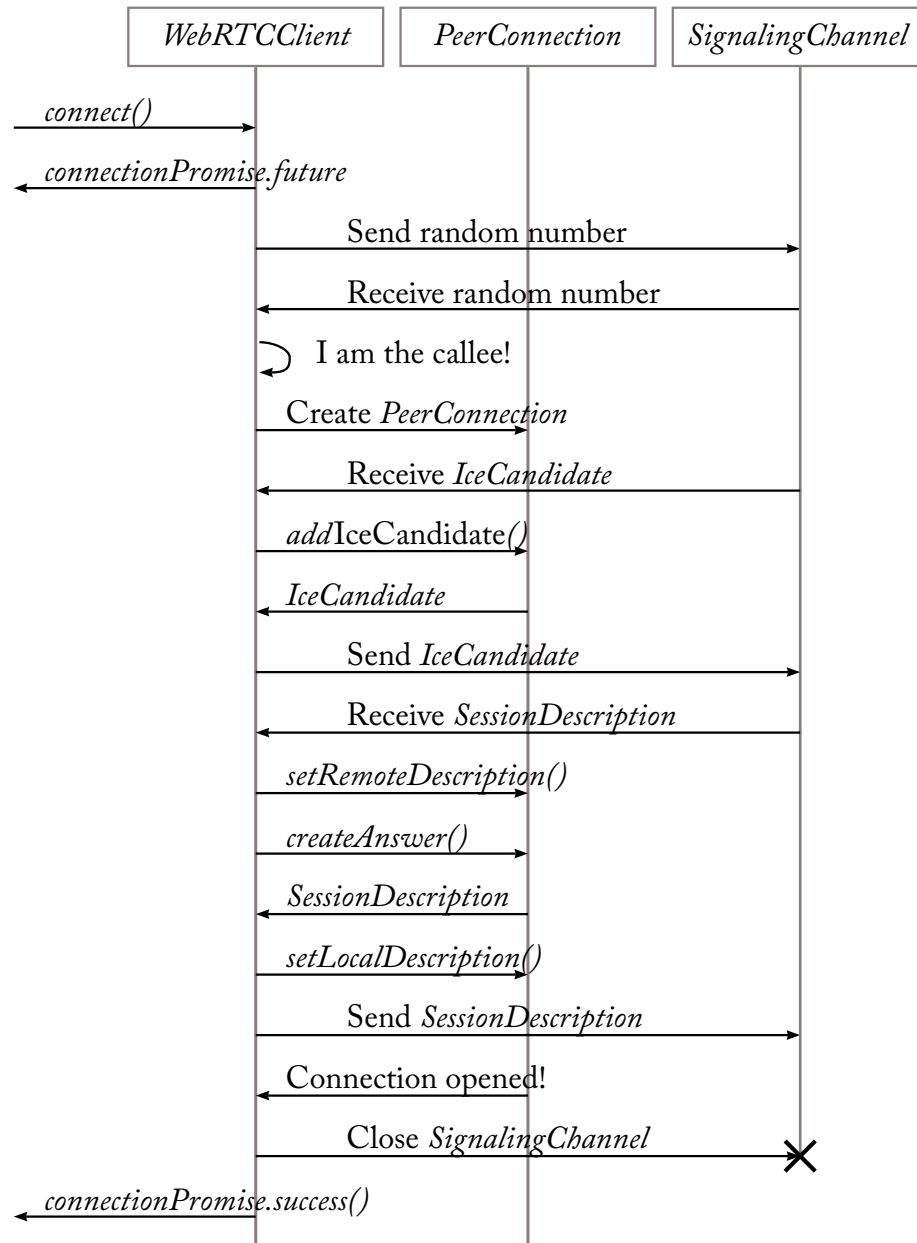 WebRTCClient PeerConnection SignalingChannel
connect()
connectionPromise.future
Send random number
Receive random number
I am the callee!
Create PeerConnection
Receive IceCandidate
addIceCandidate()
IceCandidate
Send IceCandidate
Receive SessionDescription
setRemoteDescription()
createAnswer()
SessionDescription
setLocalDescription()
Send SessionDescription
Connection opened!
Close SignalingChannel
connectionPromise.success()